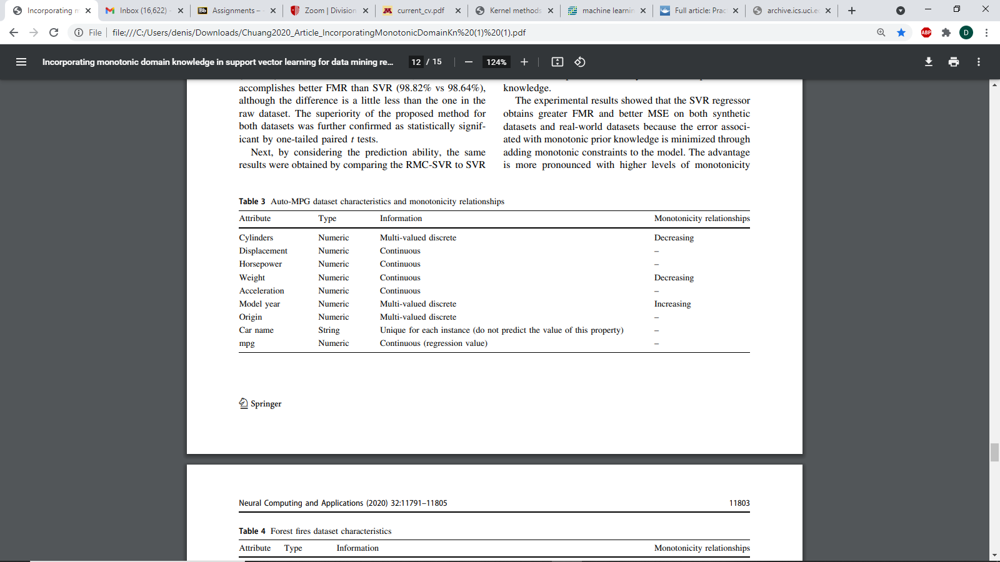 Incorporating m
Inbox (16,622) -
Bb Assignments –
Zoom | Division
current_cv.pdf
Kernel methods
machine learnin
Full article: Prac
archive.ics.uci.e
File file:///C:/Users/denis/Downloads/Chuang2020_Article_IncorporatingMonotonicDomainKn%20(1)%20(1).pdf
ABP
D
Incorporating monotonic domain knowledge in support vector learning for data mining re... 12 / 15 124%
accomplishes better FMR than SVR (98.82% vs 98.64%),
although the difference is a little less than the one in the
raw dataset. The superiority of the proposed method for
both datasets was further confirmed as statistically signif-
icant by one-tailed paired t tests.
Next, by considering the prediction ability, the same
results were obtained by comparing the RMC-SVR to SVR
knowledge.
The experimental results showed that the SVR regressor
obtains greater FMR and better MSE on both synthetic
datasets and real-world datasets because the error associ-
ated with monotonic prior knowledge is minimized through
adding monotonic constraints to the model. The advantage
is more pronounced with higher levels of monotonicity
Table 3 Auto-MPG dataset characteristics and monotonicity relationships
Attribute Type Information Monotonicity relationships
Cylinders Numeric Multi-valued discrete Decreasing
Displacement Numeric Continuous –
Horsepower Numeric Continuous –
Weight Numeric Continuous Decreasing
Acceleration Numeric Continuous –
Model year Numeric Multi-valued discrete Increasing
Origin Numeric Multi-valued discrete –
Car name String Unique for each instance (do not predict the value of this property) –
mpg Numeric Continuous (regression value) –
Springer
Neural Computing and Applications (2020) 32:11791–11805 11803
Table 4 Forest fires dataset characteristics
Attribute Type Information Monotonicity relationships